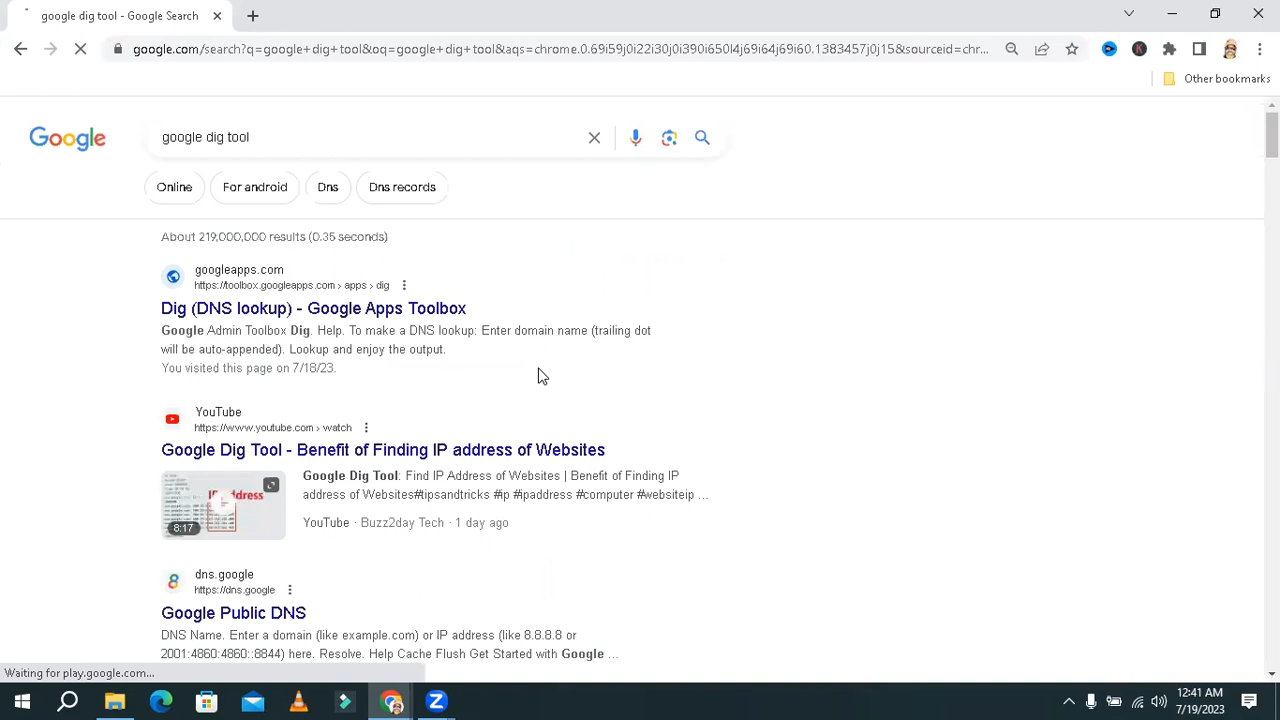 google dig tool - Google Search
google.com/search?q=google+dig+tool&oq=google+dig+tool&aqs=chrome.0.69i59j0i22i30j0i390i650l4j69i64j69i60.1383457j0j15&sourceid=chr...
Other bookmarks
Google
google dig tool
Online
For android
Dns
Dns records
About 219,000,000 results (0.35 seconds)
googleapps.com
https://toolbox.googleapps.com › apps › dig
Dig (DNS lookup) - Google Apps Toolbox
Google Admin Toolbox Dig. Help. To make a DNS lookup: Enter domain name (trailing dot
will be auto-appended). Lookup and enjoy the output.
You visited this page on 7/18/23.
YouTube
https://www.youtube.com › watch
Google Dig Tool - Benefit of Finding IP address of Websites
Google Dig Tool: Find IP Address of Websites | Benefit of Finding IP
address of Websites#tipsandtricks #ip #ipaddress #computer #websiteip ...
8:17
YouTube · Buzz2day Tech · 1 day ago
dns.google
https://dns.google
Google Public DNS
DNS Name. Enter a domain (like example.com) or IP address (like 8.8.8.8 or
2001:4860:4860::8844) here. Resolve. Help Cache Flush Get Started with Google ...
Waiting for play.google.com...
12:41 AM
7/19/2023